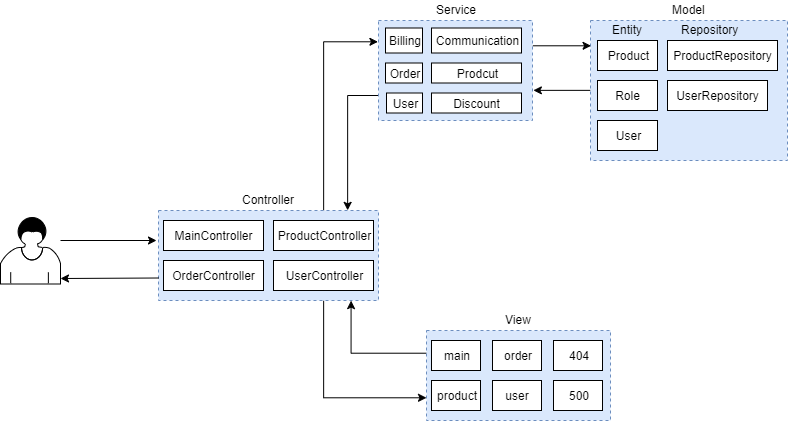 Service
Model
Billing
Communication
Order
Prodcut
User
Discount
Entity
Repository
Product
ProductRepository
Role
UserRepository
User
Controller
MainController
ProductController
OrderController
UserController
View
main
order
404
product
user
500